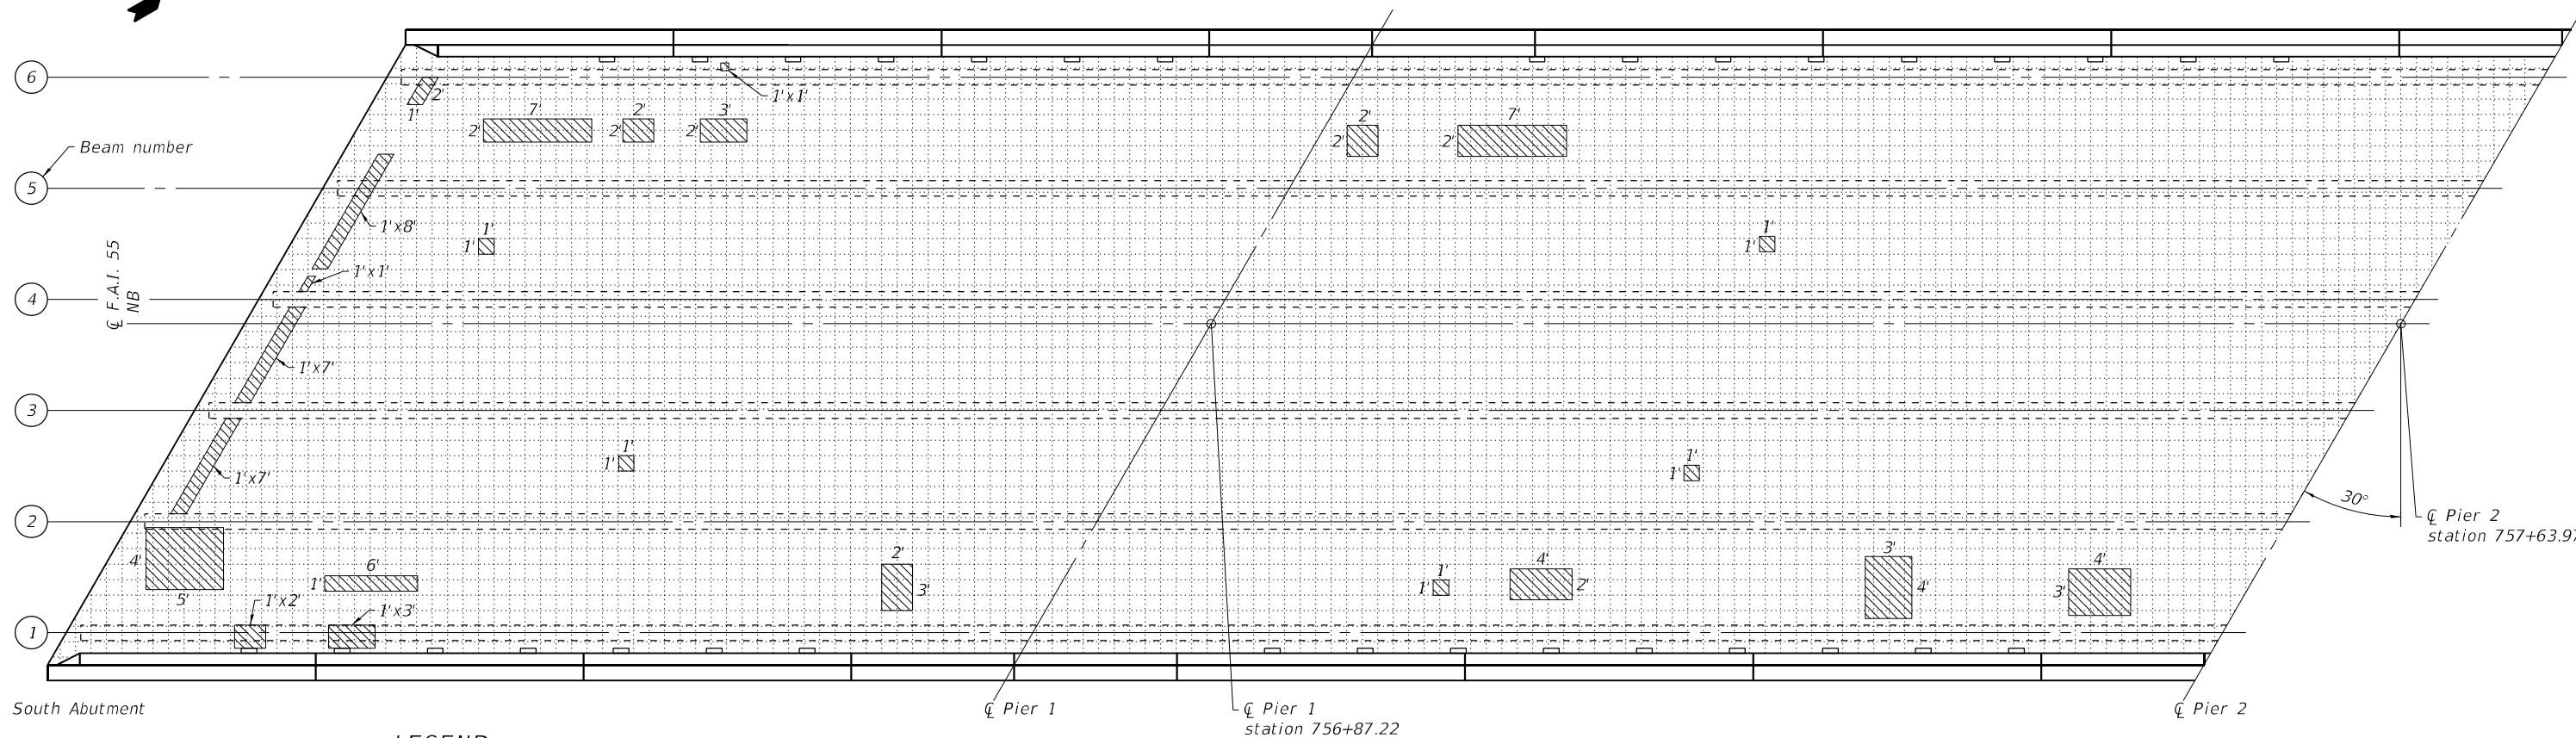 6
1'x1'
2'
1'
7'
2'
2'
2'
3'
2'
2'
2'
7'
2'
Beam number
5
1'x8'
1'
1'
1'
1'
℄ F.A.I. 55
NB
1'x1'
4
1'x7'
3
1'
1'
1'
1'
1'x7'
30°
2
℄ Pier 2
station 757+63.97
4'
5'
6'
1'
2'
3'
1'
1'
4'
2'
3'
4'
4'
3'
1'x2'
1'x3'
1
South Abutment
℄ Pier 1
℄ Pier 1
station 756+87.22
℄ Pier 2
LEGEND